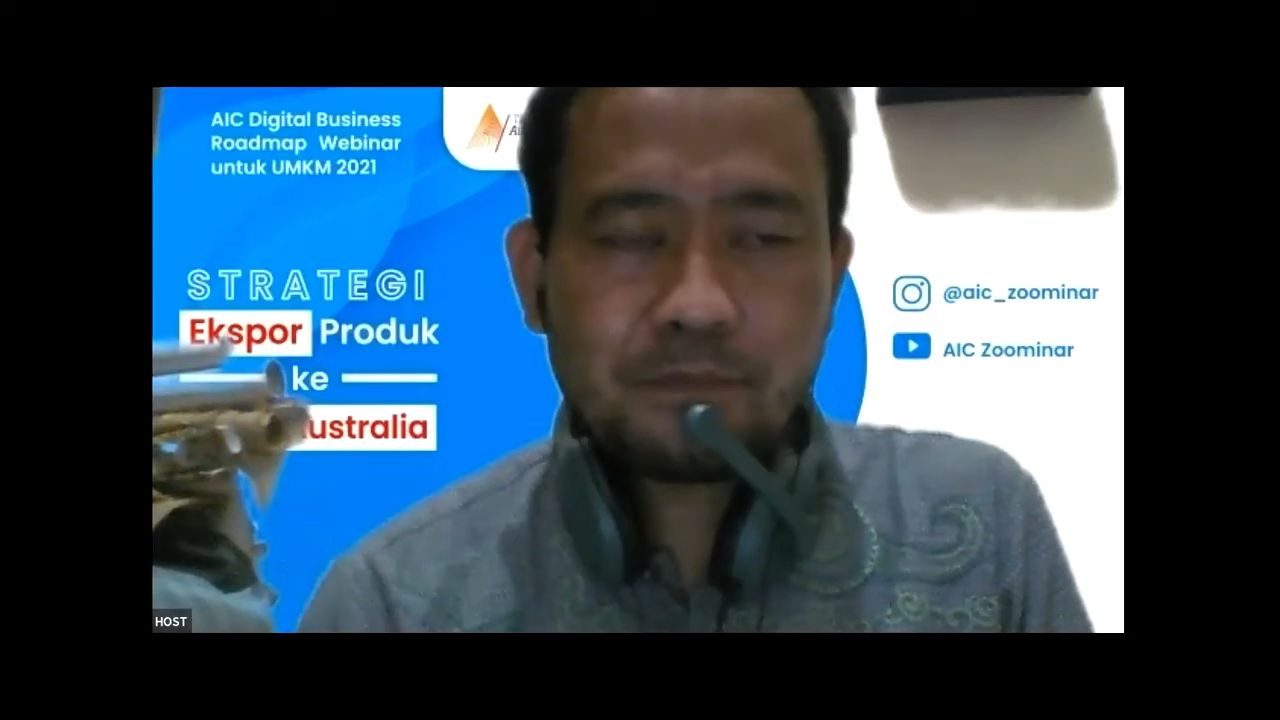 AIC Digital Business
Roadmap Webinar
untuk UMKM 2021
STRATEGI
Ekspor Produk
ke
ustralia
@aic_zoominar
AIC Zoominar
HOST